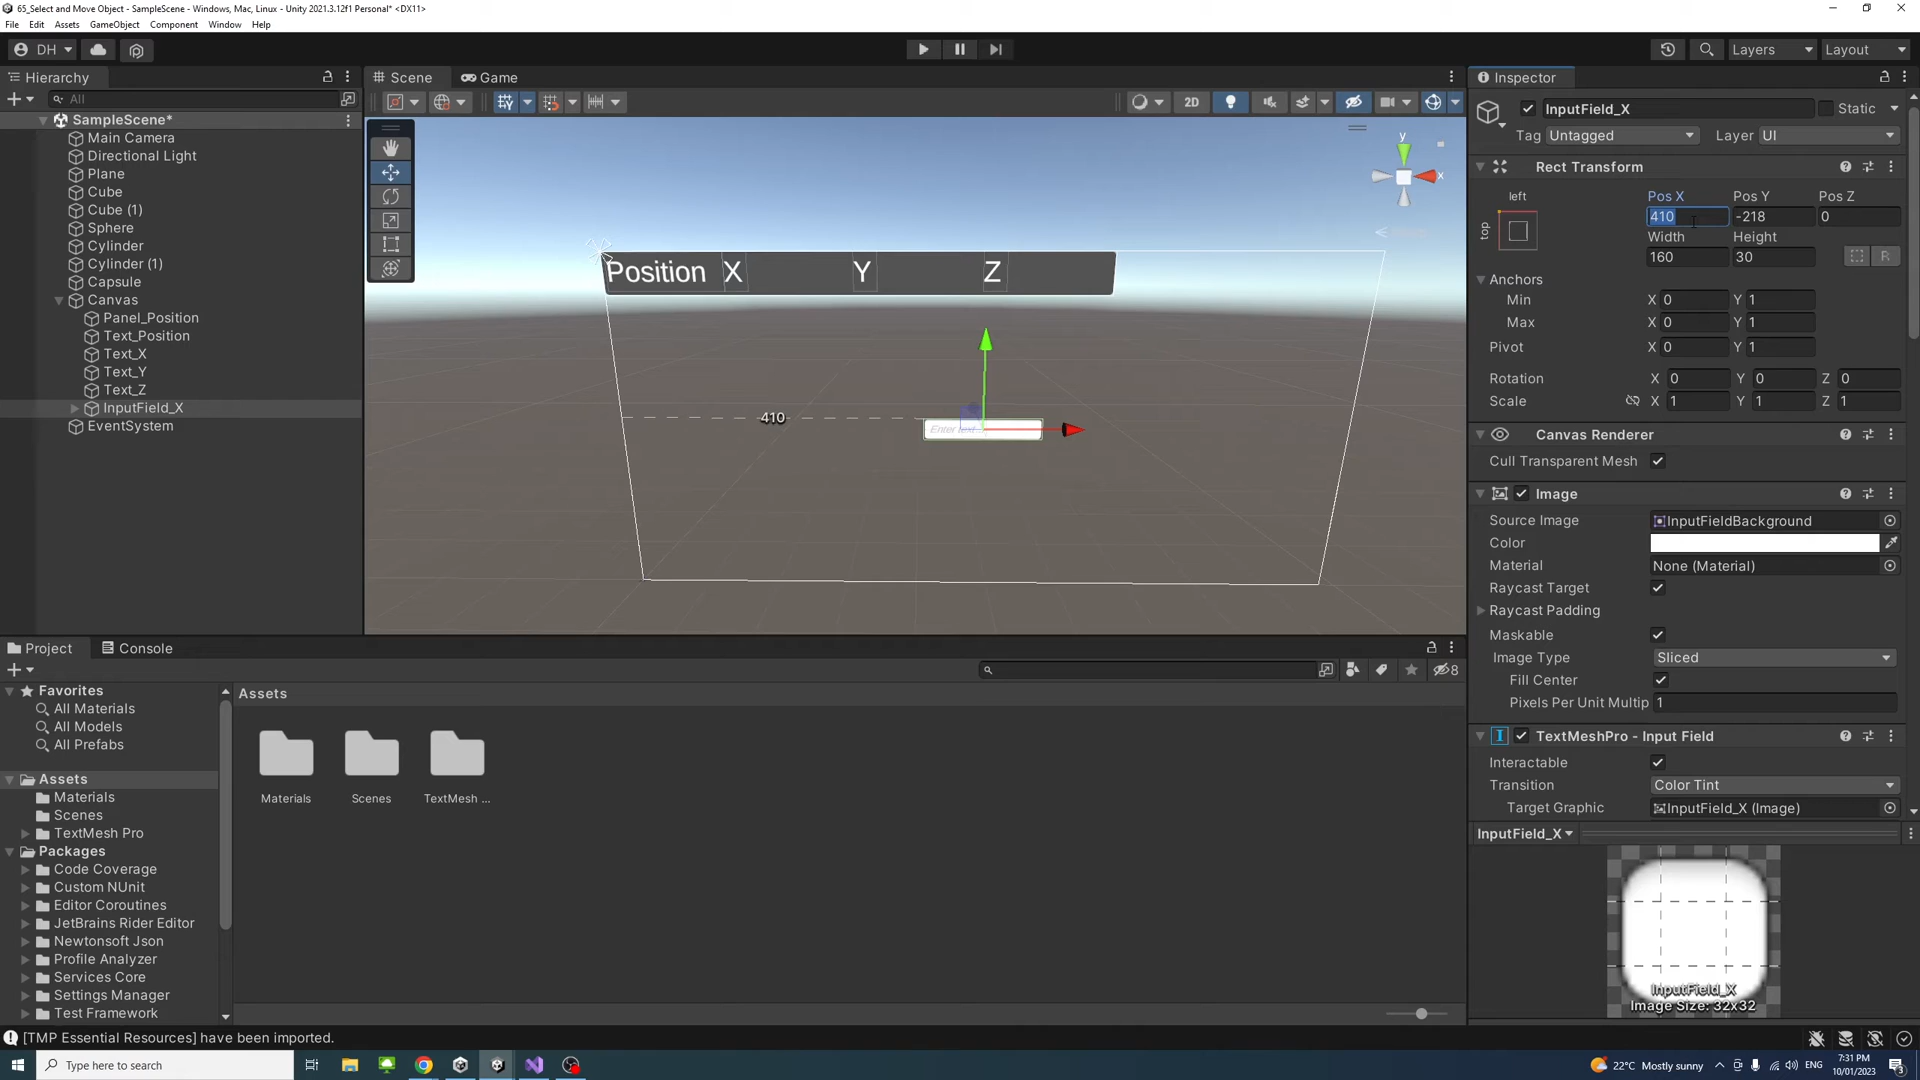 65_Select and Move Object - SampleScene - Windows, Mac, Linux - Unity 2021.3.12f1 Personal* <DX11>
File Edit Assets GameObject Component Window Help
DH
Layers Layout
Hierarchy
All
SampleScene*
Main Camera
Directional Light
Plane
Cube
Cube (1)
Sphere
Cylinder
Cylinder (1)
Capsule
Canvas
Panel_Position
Text_Position
Text_X
Text_Y
Text_Z
InputField_X
EventSystem
Scene Game
2D
y
x
Position X Y Z
410
Enter text...
Inspector
InputField_X Static
Tag Untagged Layer UI
Rect Transform
left Pos X Pos Y Pos Z
top 410 -218 0
Width Height
160 30 R
Anchors
Min X 0 Y 1
Max X 0 Y 1
Pivot X 0 Y 1
Rotation X 0 Y 0 Z 0
Scale X 1 Y 1 Z 1
Canvas Renderer
Cull Transparent Mesh
Image
Source Image InputFieldBackground
Color
Material None (Material)
Raycast Target
Raycast Padding
Maskable
Image Type Sliced
Fill Center
Pixels Per Unit Multip 1
TextMeshPro - Input Field
Interactable
Transition Color Tint
Target Graphic InputField_X (Image)
InputField_X
InputField_X
Image Size: 32x32
Project Console
8
Favorites
All Materials
All Models
All Prefabs
Assets
Materials
Scenes
TextMesh Pro
Packages
Code Coverage
Custom NUnit
Editor Coroutines
JetBrains Rider Editor
Newtonsoft Json
Profile Analyzer
Services Core
Settings Manager
Test Framework
Assets
Materials Scenes TextMesh ...
[TMP Essential Resources] have been imported.
Type here to search
22°C Mostly sunny ENG 7:31 PM
10/01/2023 3